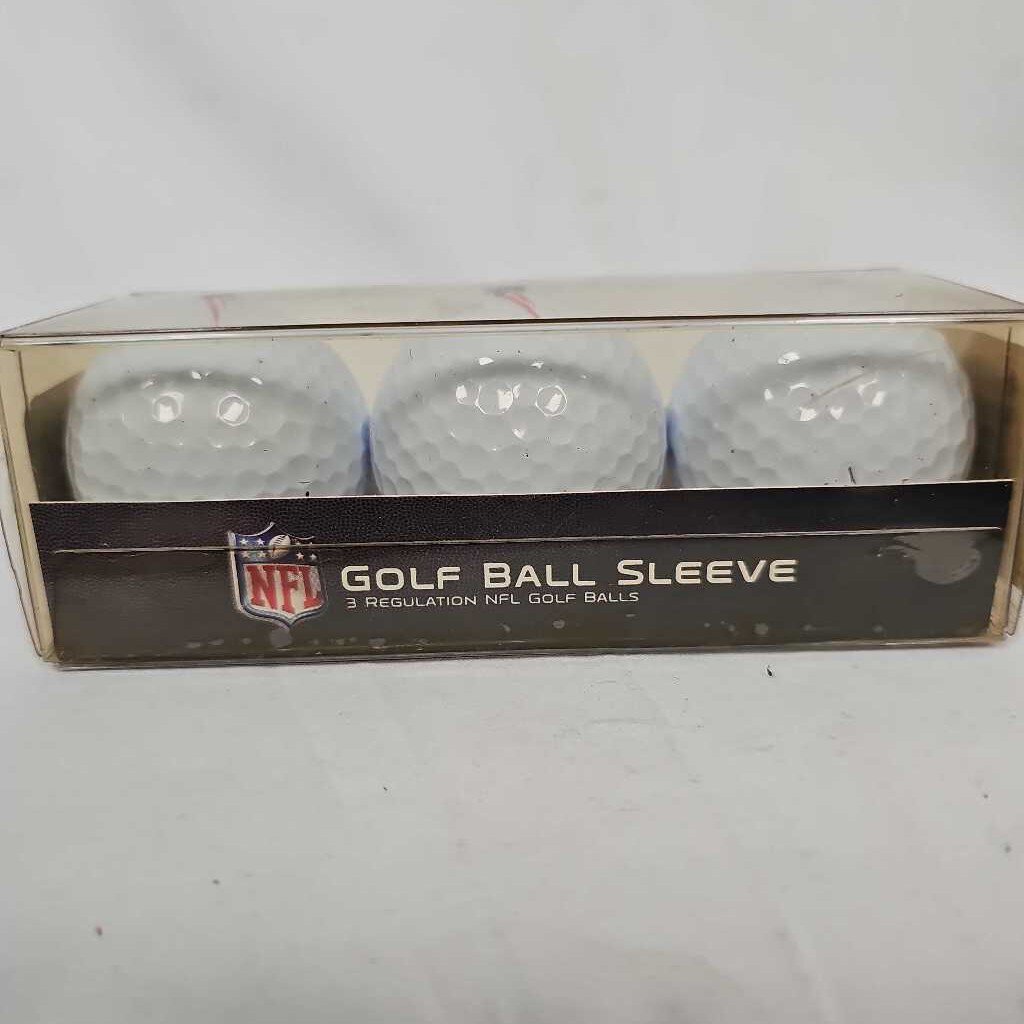 NFL
GOLF BALL SLEEVE
3 REGULATION NFL GOLF BALLS